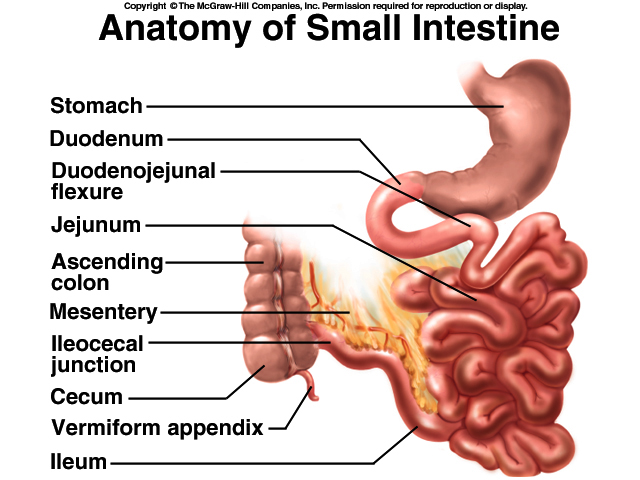 Copyright © The McGraw-Hill Companies, Inc. Permission required for reproduction or display.
Anatomy of Small Intestine
Stomach
Duodenum
Duodenojejunal
flexure
Jejunum
Ascending
colon
Mesentery
Ileocecal
junction
Cecum
Vermiform appendix
Ileum